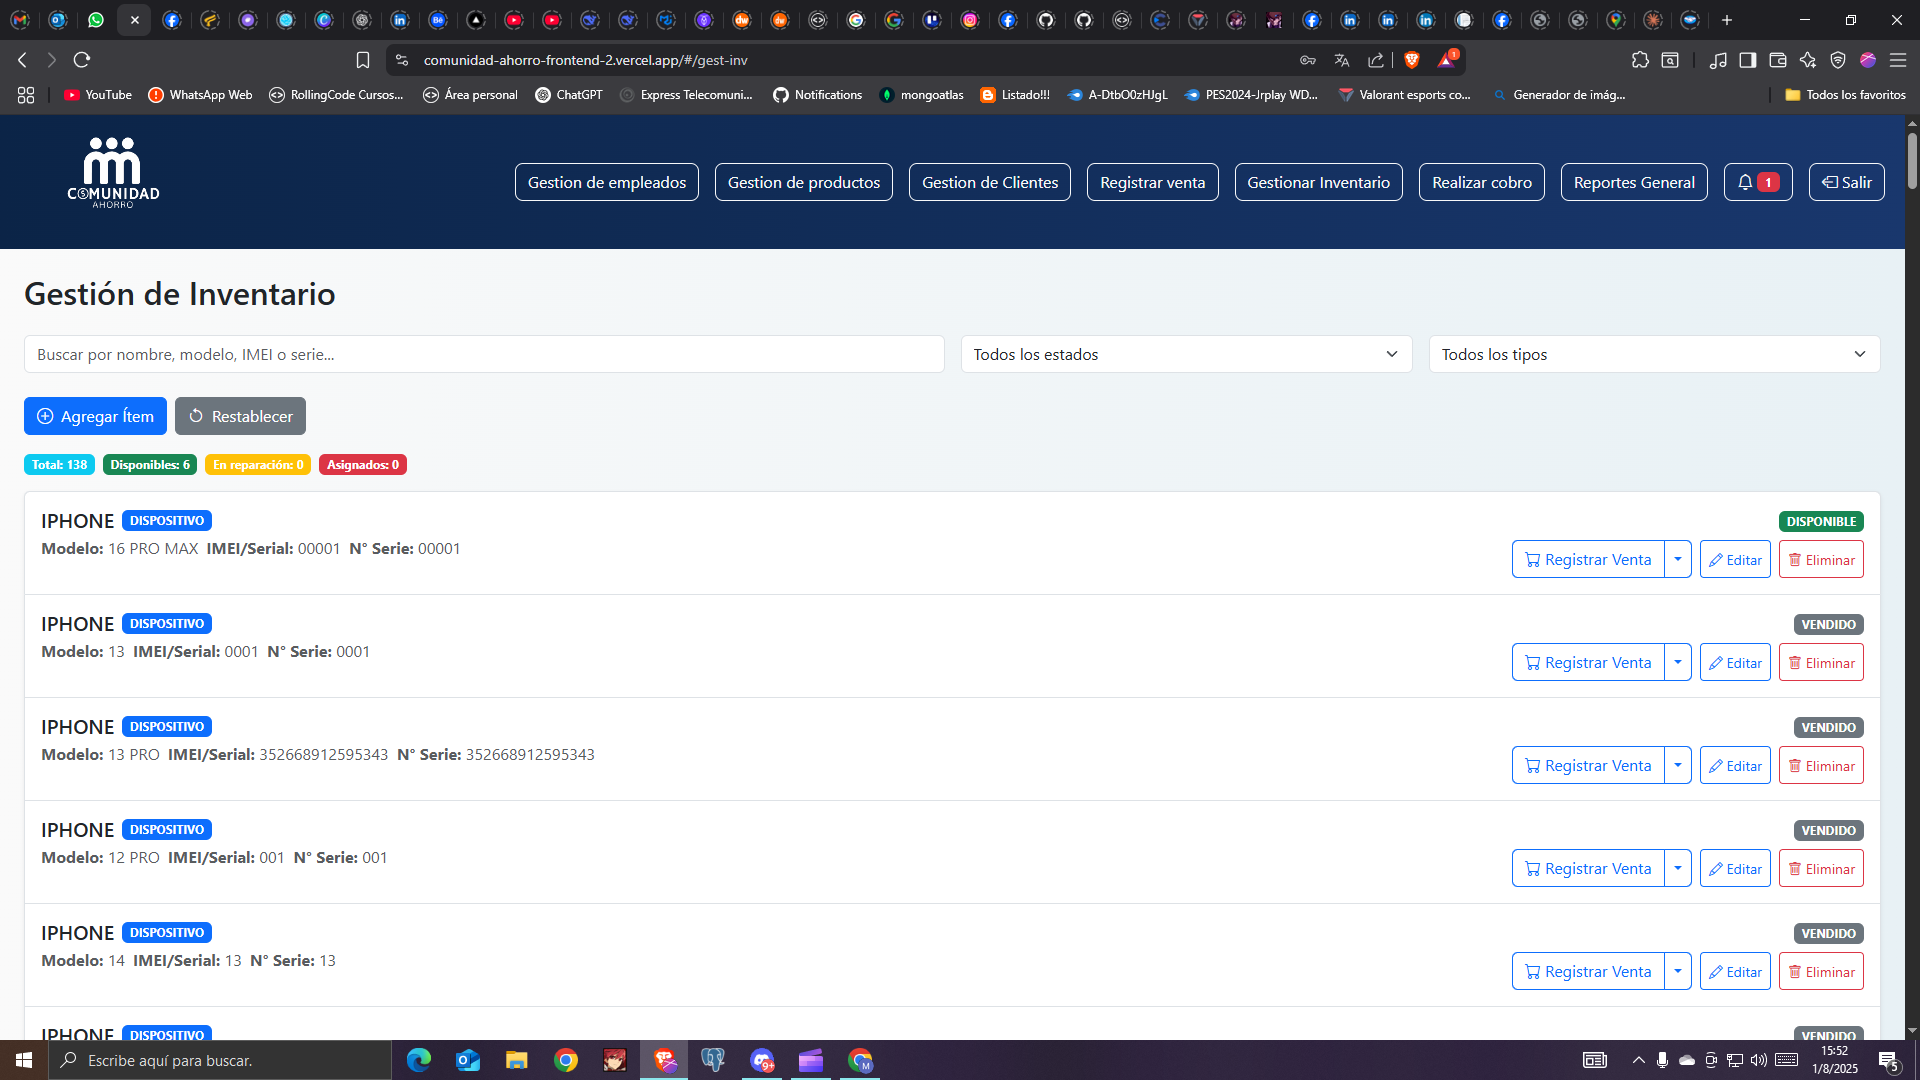 comunidad-ahorro-frontend-2.vercel.app/#/gest-inv
1
YouTube
WhatsApp Web
RollingCode Cursos...
Área personal
ChatGPT
Express Telecomuni...
Notifications
mongoatlas
Listado!!!
A-DtbO0zHJgL
PES2024-Jrplay WD...
Valorant esports co...
Generador de imág...
Todos los favoritos
COMUNIDAD
AHORRO
Gestion de empleados
Gestion de productos
Gestion de Clientes
Registrar venta
Gestionar Inventario
Realizar cobro
Reportes General
1
Salir
Gestión de Inventario
Buscar por nombre, modelo, IMEI o serie...
Todos los estados
Todos los tipos
Agregar Ítem
Restablecer
Total: 138
Disponibles: 6
En reparación: 0
Asignados: 0
IPHONE DISPOSITIVO
DISPONIBLE
Modelo: 16 PRO MAX IMEI/Serial: 00001 N° Serie: 00001
Registrar Venta
Editar
Eliminar
IPHONE DISPOSITIVO
VENDIDO
Modelo: 13 IMEI/Serial: 0001 N° Serie: 0001
Registrar Venta
Editar
Eliminar
IPHONE DISPOSITIVO
VENDIDO
Modelo: 13 PRO IMEI/Serial: 352668912595343 N° Serie: 352668912595343
Registrar Venta
Editar
Eliminar
IPHONE DISPOSITIVO
VENDIDO
Modelo: 12 PRO IMEI/Serial: 001 N° Serie: 001
Registrar Venta
Editar
Eliminar
IPHONE DISPOSITIVO
VENDIDO
Modelo: 14 IMEI/Serial: 13 N° Serie: 13
Registrar Venta
Editar
Eliminar
IPHONE DISPOSITIVO
VENDIDO
Escribe aquí para buscar.
9+
M
15:52
1/8/2025
5